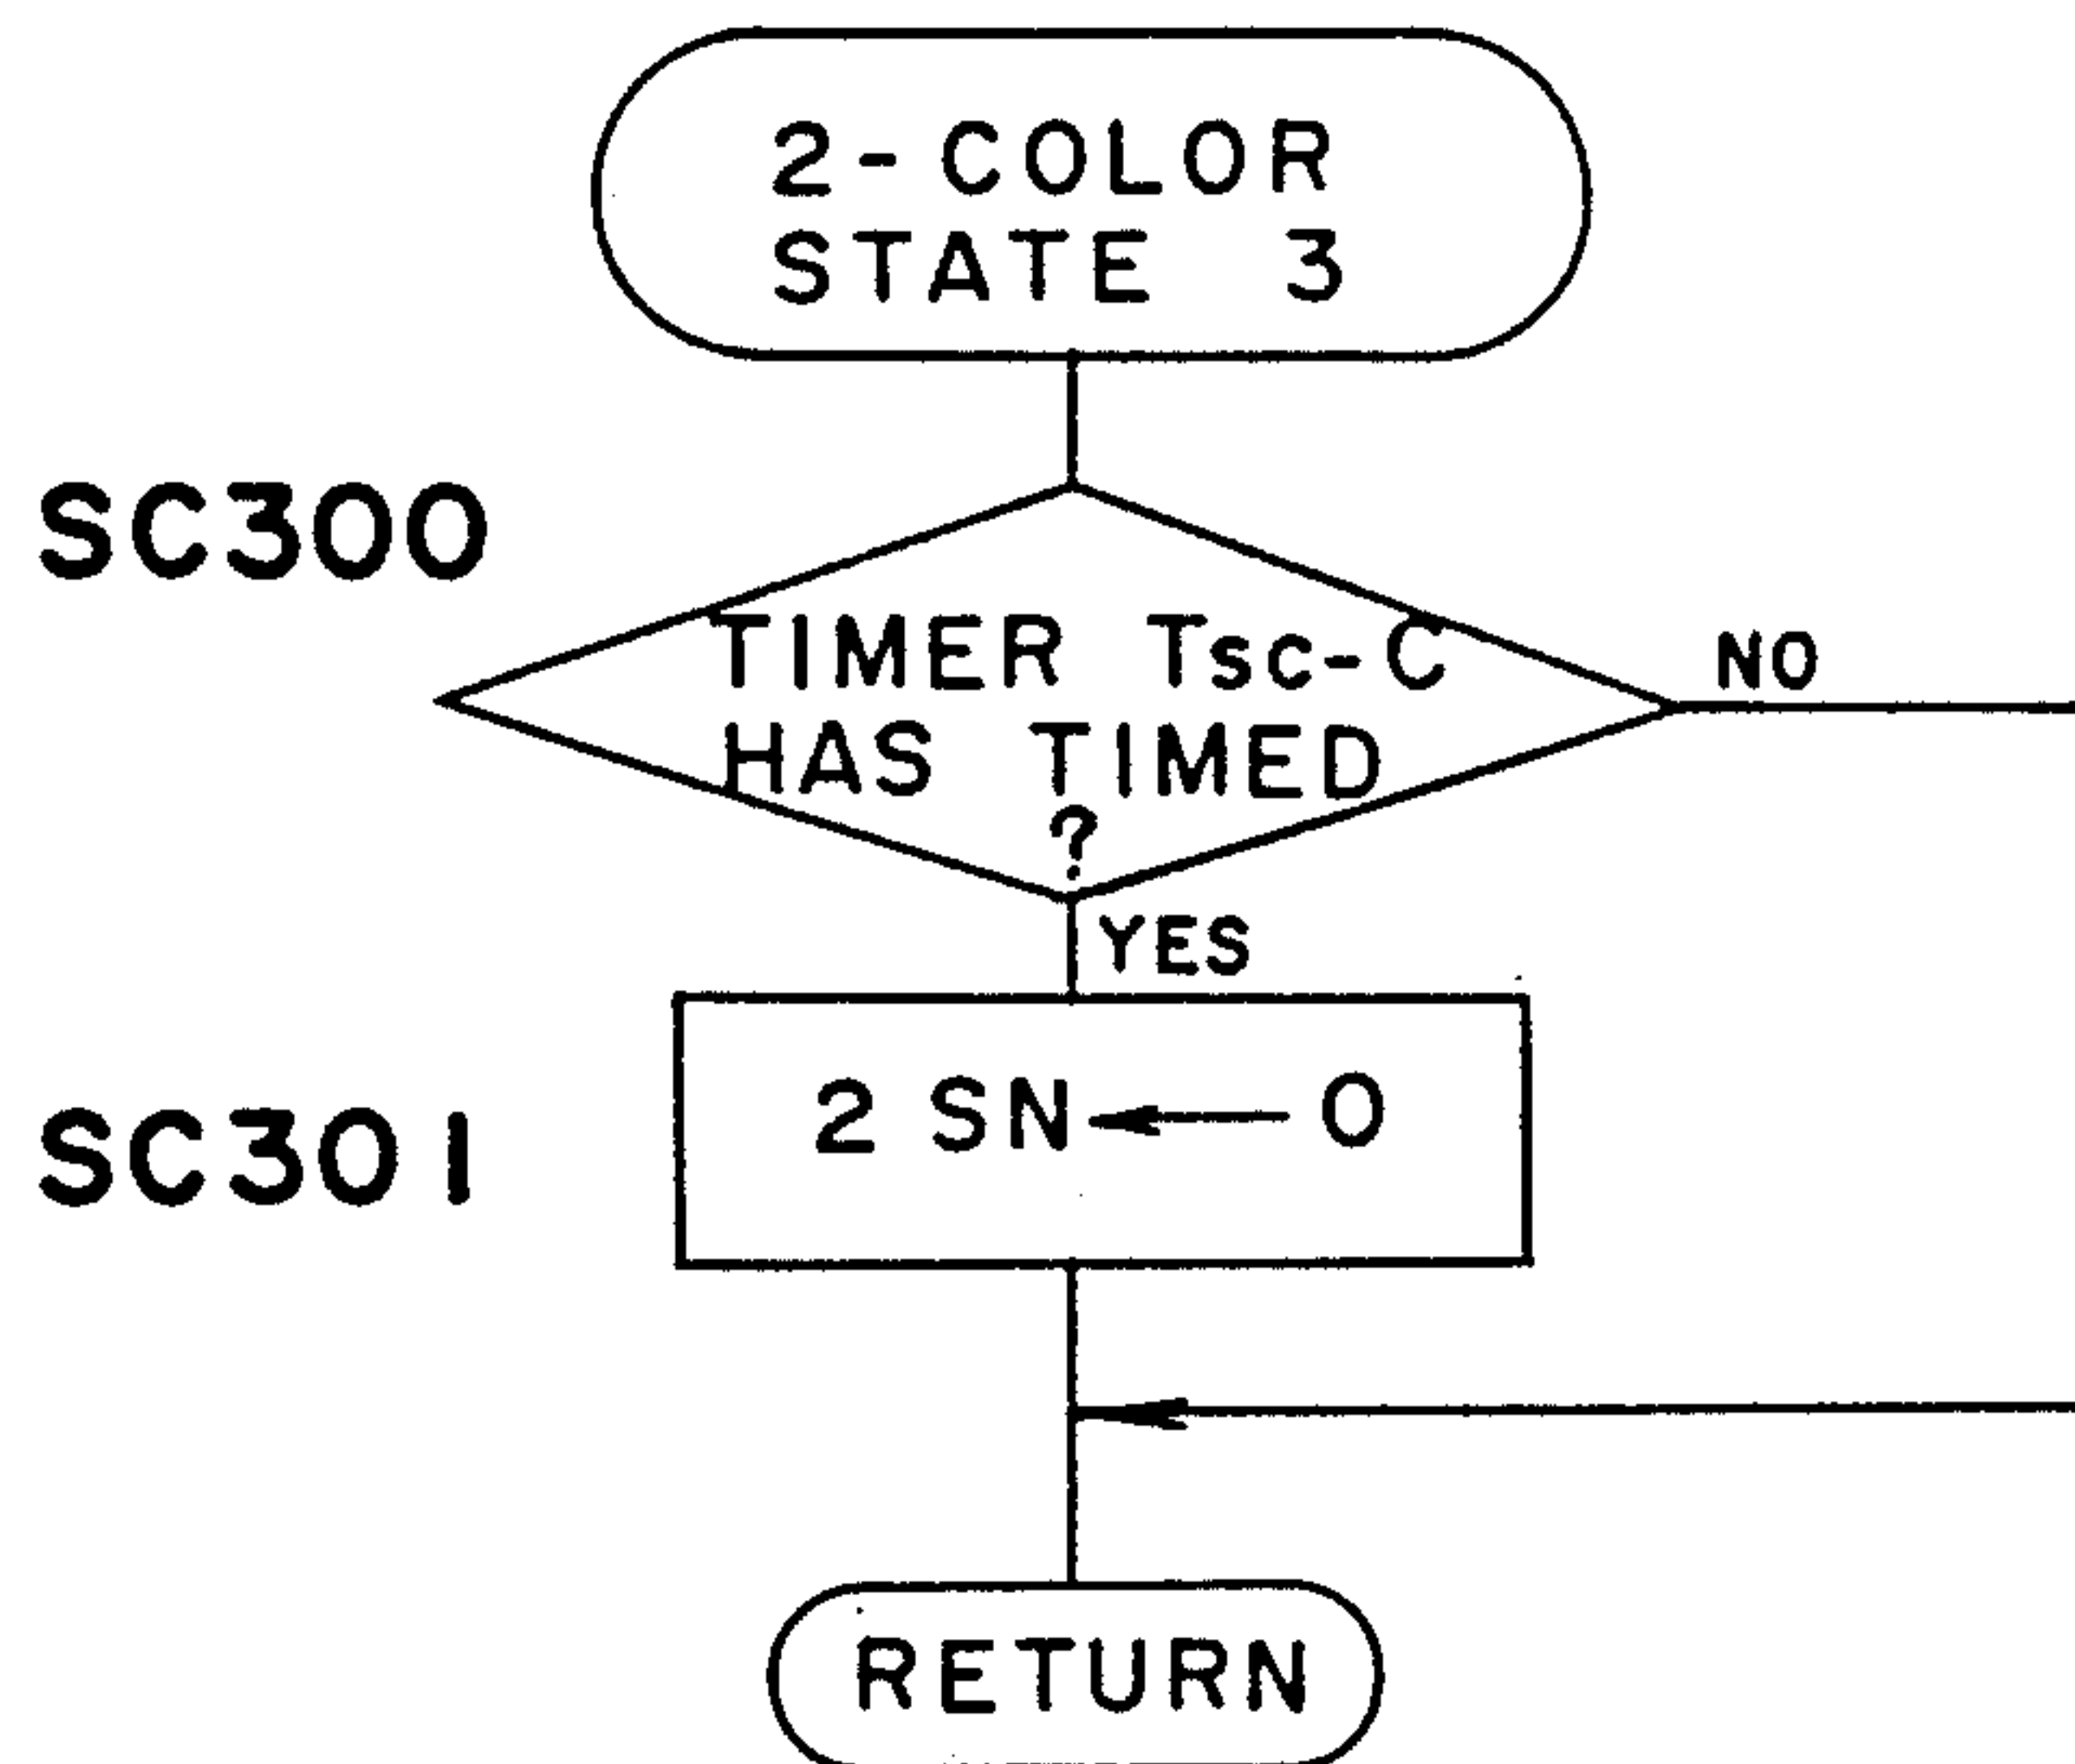 2-COLOR
STATE 3
SC300
TIMER Tsc-C
HAS TIMED
?
NO
YES
SC301
2 SN ← 0
RETURN